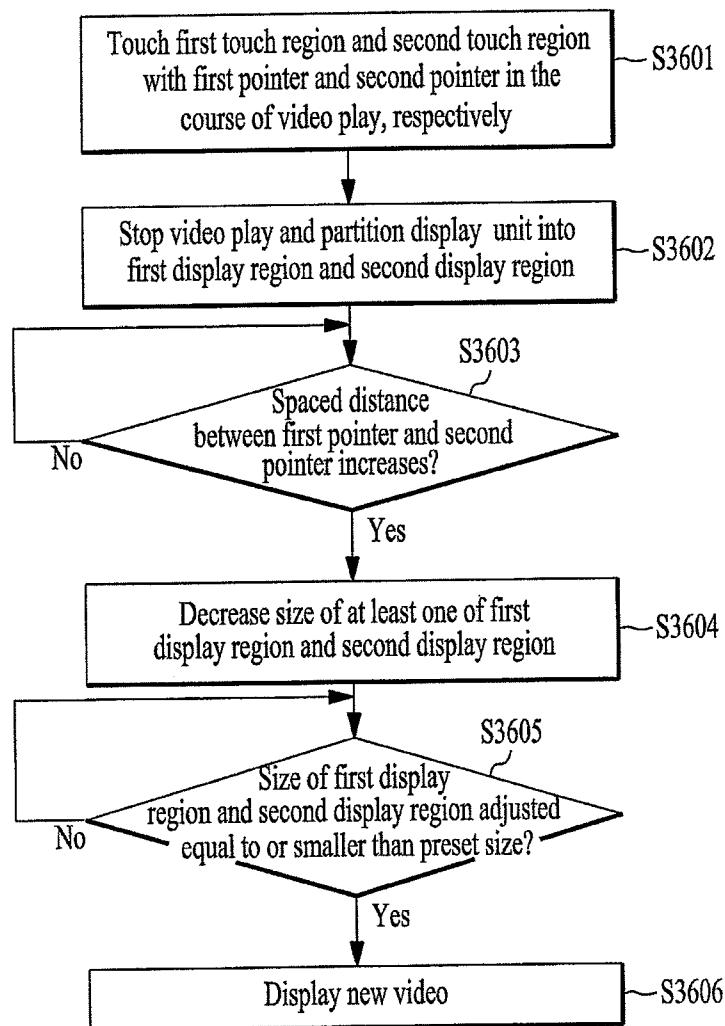 Touch first touch region and second touch region
with first pointer and second pointer in the
course of video play, respectively
S3601
Stop video play and partition display unit into
first display region and second display region
S3602
S3603
Spaced distance
between first pointer and second
pointer increases?
No
Yes
Decrease size of at least one of first
display region and second display region
S3604
S3605
Size of first display
region and second display region adjusted
equal to or smaller than preset size?
No
Yes
Display new video
S3606